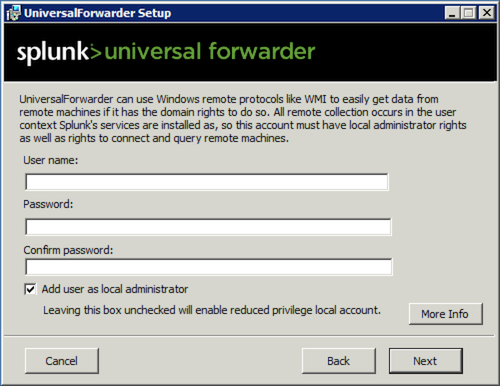 UniversalForwarder Setup
splunk>universal forwarder
UniversalForwarder can use Windows remote protocols like WMI to easily get data from
remote machines if it has the domain rights to do so. All remote collection occurs in the user
context Splunk's services are installed as, so this account must have local administrator rights
as well as rights to connect and query remote machines.
User name:
Password:
Confirm password:
Add user as local administrator
Leaving this box unchecked will enable reduced privilege local account.
More Info
Cancel
Back
Next